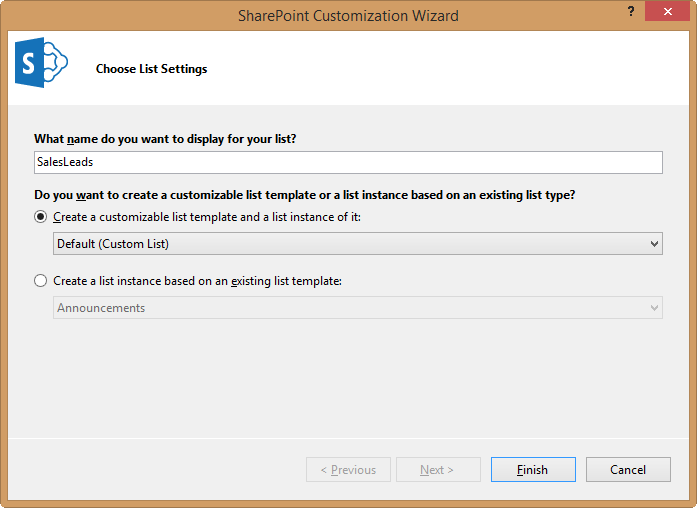 SharePoint Customization Wizard
?
S
Choose List Settings
What name do you want to display for your list?
SalesLeads
Do you want to create a customizable list template or a list instance based on an existing list type?
Create a customizable list template and a list instance of it:
Default (Custom List)
Create a list instance based on an existing list template:
Announcements
< Previous Next > Finish Cancel